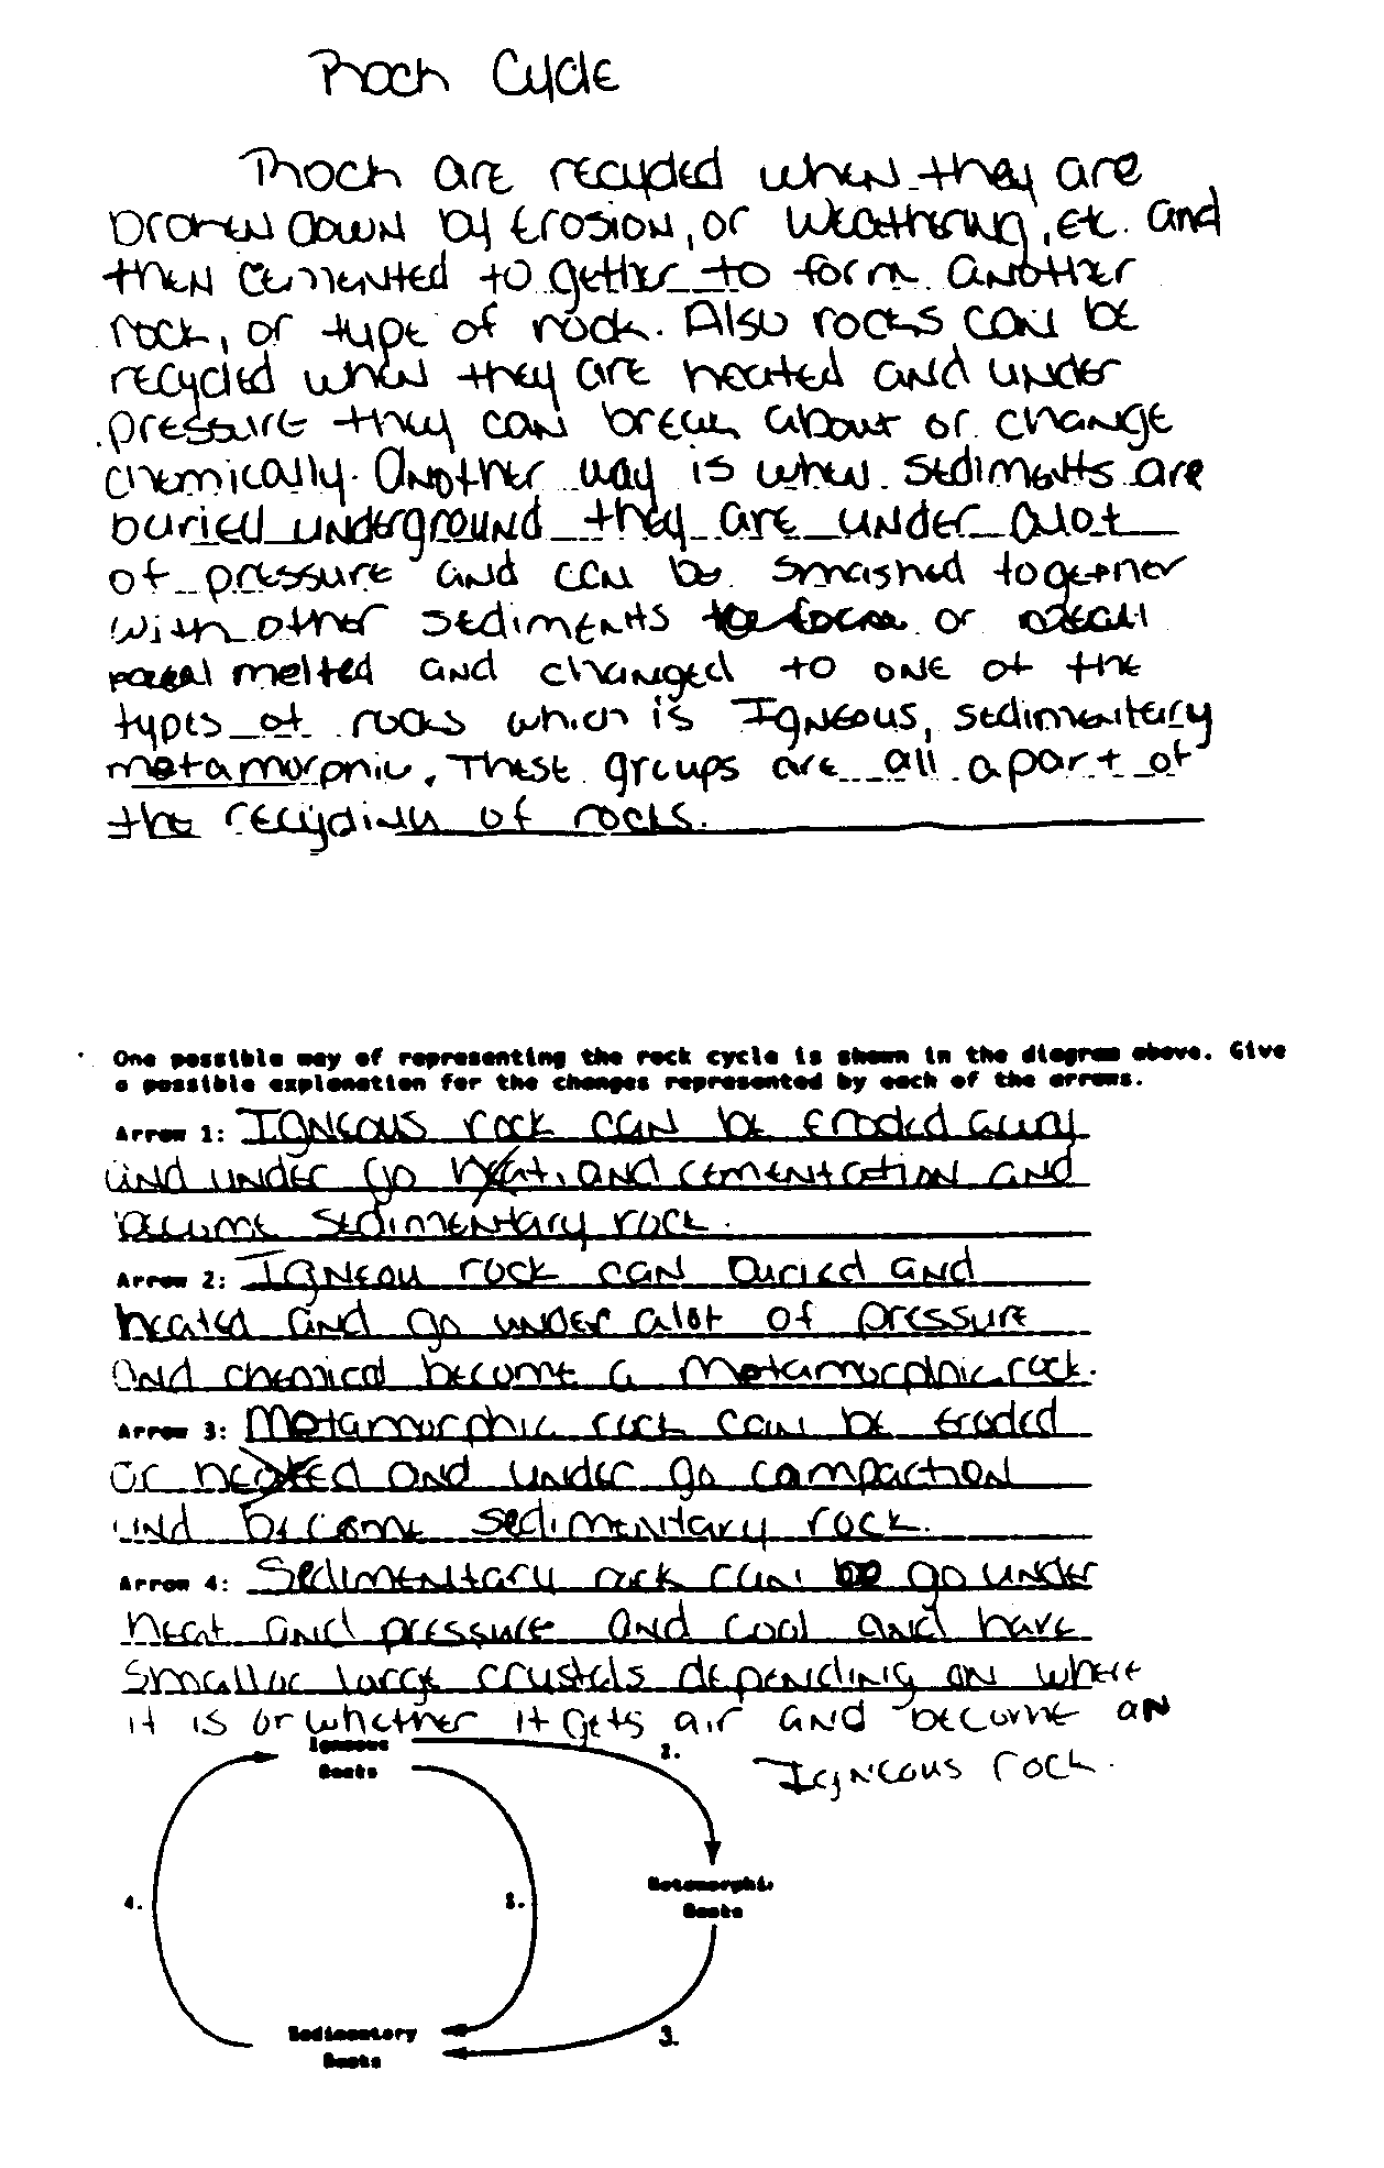 Rock Cycle
Rock are recycled when they are
broken down by Erosion, or weathering, Etc. and
then cemented to gether to form another
rock, or type of rock. Also rocks can be
recycled when they are heated and under
pressure they can break about or change
chemically. Another way is when sediments are
buried underground they are under alot
of pressure and can be smashed together
with other sediments or
melted and changed to one of the
types of rocks which is Igneous, sedimentary
metamorphic. These groups are all a part of
the recycling of rocks.
One possible way of representing the rock cycle is shown in the diagram above. Give
a possible explanation for the changes represented by each of the arrows.
Arrow 1: Igneous rock can be Eroded away
and under go heat, and cementation and
become sedimentary rock.
Arrow 2: Igneou rock can buried and
heated and go under alot of pressure
and chemical become a metamorphic rock.
Arrow 3: Metamorphic rock can be Eroded
or heated and under go compaction
and become sedimentary rock.
Arrow 4: Sedimentary rock can go under
heat and pressure and cool and have
small or large crystals depending on where
it is or whether it gets air and become an
Igneous rock.
Igneous
Rocks
2.
4.
1.
Metamorphic
Rocks
Sedimentary
Rocks
3.